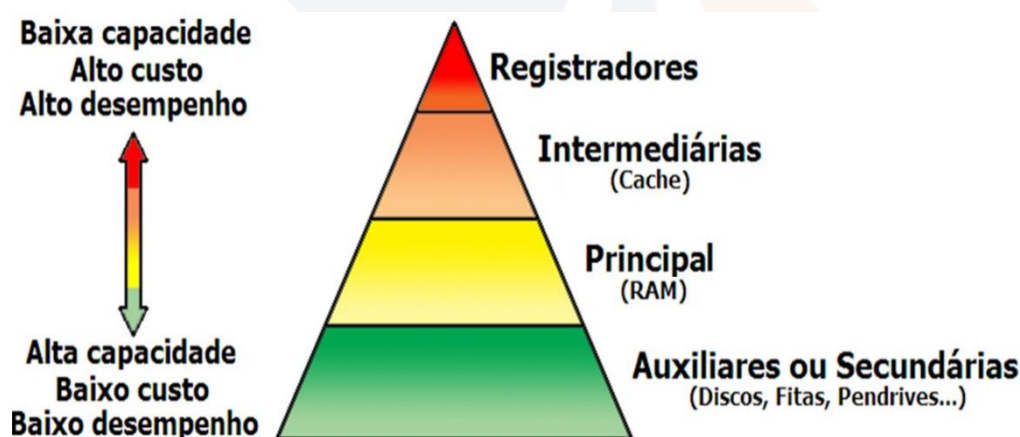 Baixa capacidade
Alto custo
Alto desempenho
Registradores
Intermediárias
(Cache)
Principal
(RAM)
Alta capacidade
Baixo custo
Baixo desempenho
Auxiliares ou Secundárias
(Discos, Fitas, Pendrives...)